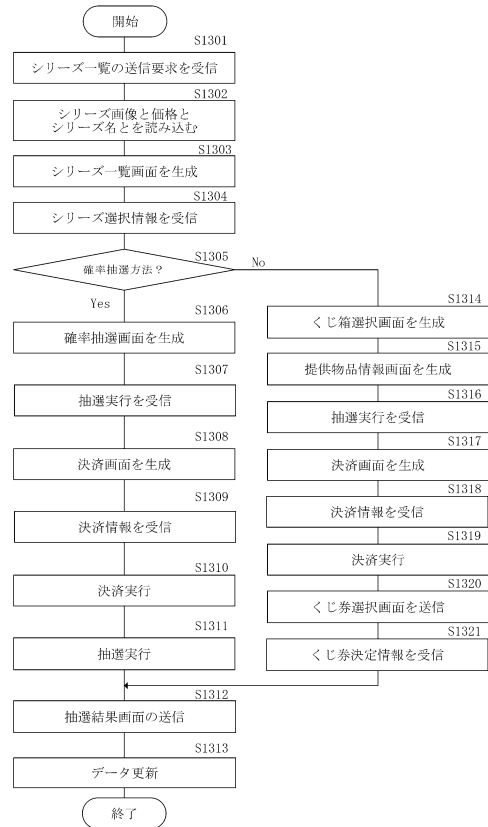 開始
S1301
シリーズ一覧の送信要求を受信
S1302
シリーズ画像と価格と
シリーズ名とを読み込む
S1303
シリーズ一覧画面を生成
S1304
シリーズ選択情報を受信
S1305
確率抽選方法？
No
Yes
S1306
確率抽選画面を生成
S1307
抽選実行を受信
S1308
決済画面を生成
S1309
決済情報を受信
S1310
決済実行
S1311
抽選実行
S1314
くじ箱選択画面を生成
S1315
提供物品情報画面を生成
S1316
抽選実行を受信
S1317
決済画面を生成
S1318
決済情報を受信
S1319
決済実行
S1320
くじ券選択画面を送信
S1321
くじ券決定情報を受信
S1312
抽選結果画面の送信
S1313
データ更新
終了